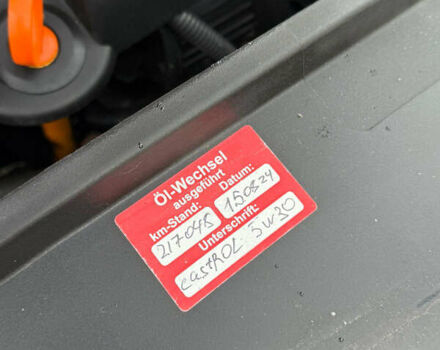 Öl-Wechsel
ausgeführt
km-Stand: Datum:
217048 150824
Unterschrift:
castROL 5W30